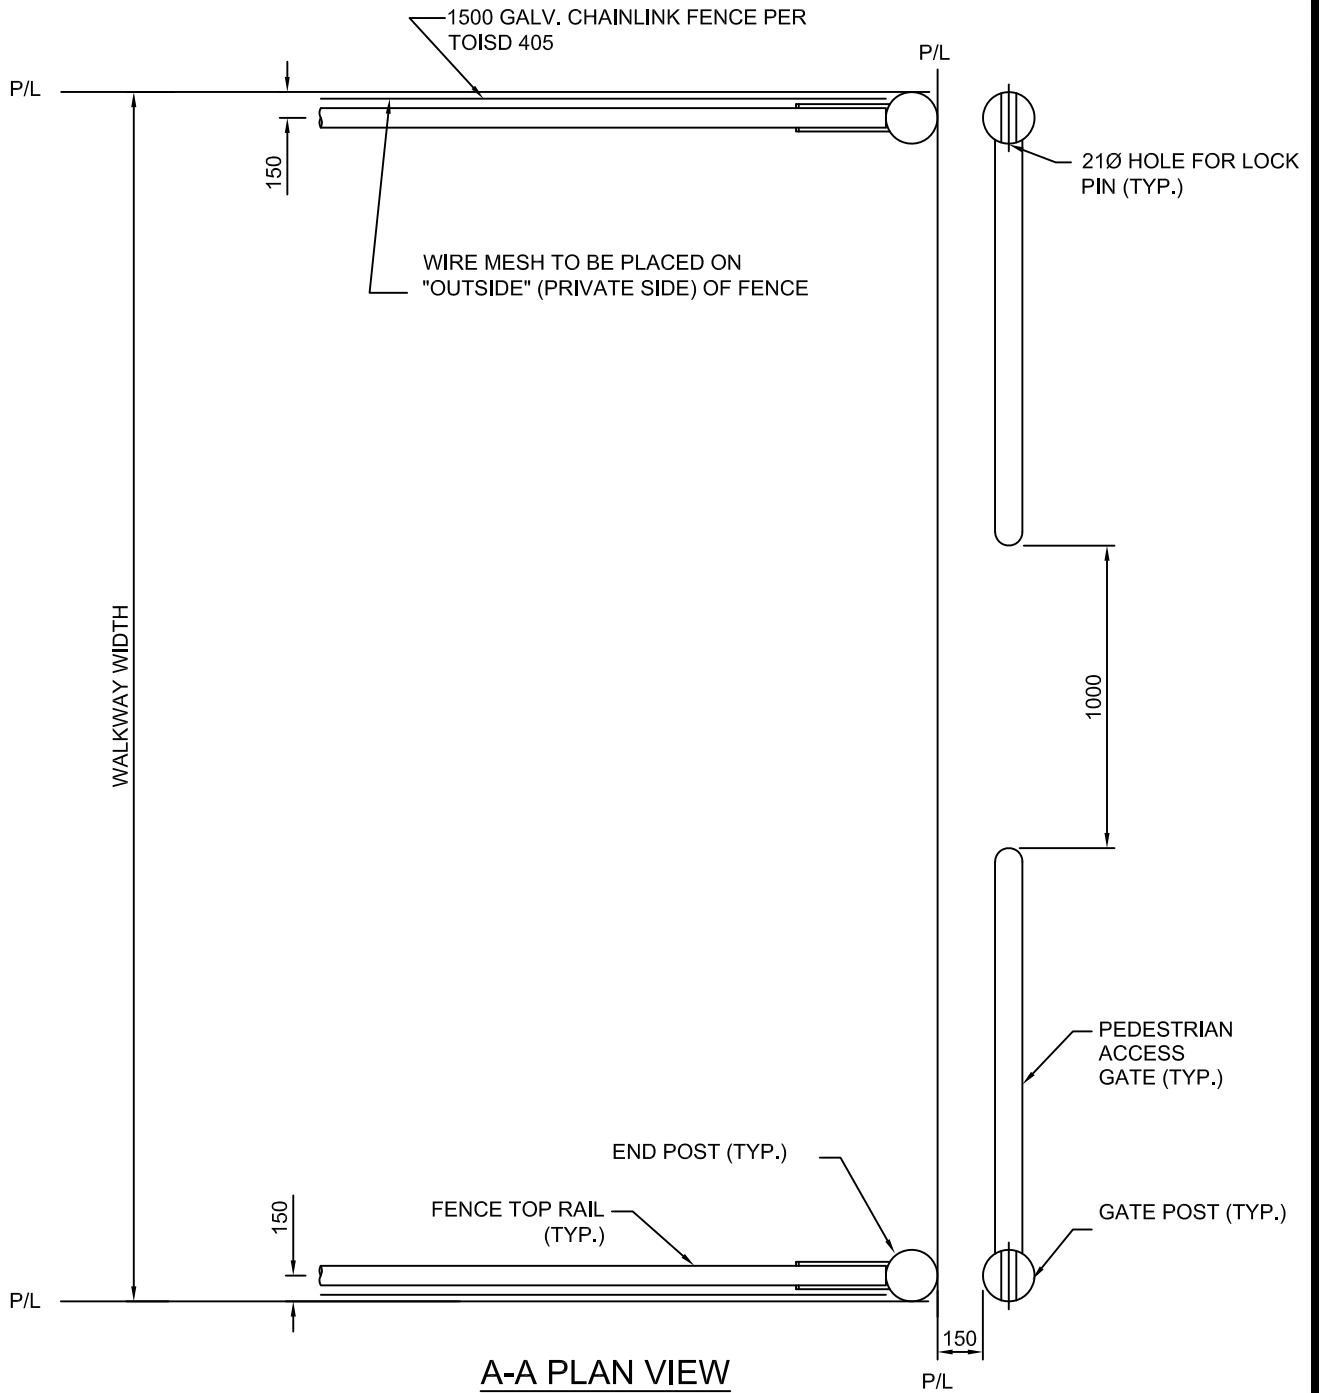 1500 GALV. CHAINLINK FENCE PER
TOISD 405
P/L
P/L
150
21Ø HOLE FOR LOCK
PIN (TYP.)
WIRE MESH TO BE PLACED ON
"OUTSIDE" (PRIVATE SIDE) OF FENCE
WALKWAY WIDTH
1000
PEDESTRIAN
ACCESS
GATE (TYP.)
END POST (TYP.)
FENCE TOP RAIL
(TYP.)
150
GATE POST (TYP.)
P/L
150
A-A PLAN VIEW
P/L